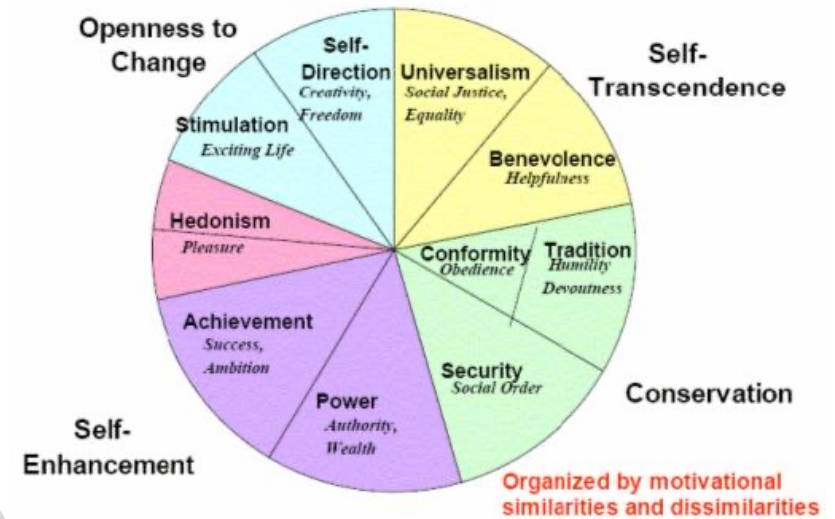 Openness to
Change
Self-
Direction
Creativity,
Freedom
Universalism
Social Justice,
Equality
Self-
Transcendence
Stimulation
Exciting Life
Benevolence
Helpfulness
Hedonism
Pleasure
Conformity
Obedience
Tradition
Humility
Devoutness
Achievement
Success,
Ambition
Security
Social Order
Power
Authority,
Wealth
Conservation
Self-
Enhancement
Organized by motivational
similarities and dissimilarities